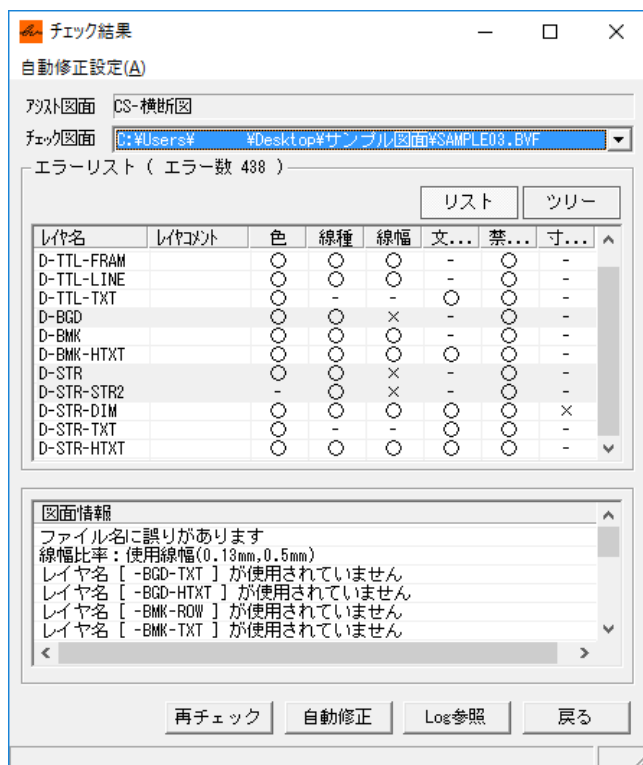 チェック結果
自動修正設定(A)
アシスト図面 CS-横断図
チェック図面 C:¥Users¥ ¥Desktop¥サンプル図面¥SAMPLE03.BVF
エラーリスト ( エラー数 438 )
リスト ツリー
レイヤ名 レイヤコメント 色 線種 線幅 文... 禁... 寸...
D-TTL-FRAM ○ ○ ○ - ○ -
D-TTL-LINE ○ ○ ○ - ○ -
D-TTL-TXT ○ - - ○ ○ -
D-BGD ○ ○ × - ○ -
D-BMK ○ ○ ○ - ○ -
D-BMK-HTXT ○ ○ ○ ○ ○ -
D-STR ○ ○ × - ○ -
D-STR-STR2 - ○ × - ○ -
D-STR-DIM ○ ○ ○ ○ ○ ×
D-STR-TXT ○ - - ○ ○ -
D-STR-HTXT ○ ○ ○ ○ ○ -
図面情報
ファイル名に誤りがあります
線幅比率：使用線幅(0.13mm,0.5mm)
レイヤ名 [ -BGD-TXT ] が使用されていません
レイヤ名 [ -BGD-HTXT ] が使用されていません
レイヤ名 [ -BMK-ROW ] が使用されていません
レイヤ名 [ -BMK-TXT ] が使用されていません
再チェック 自動修正 Log参照 戻る